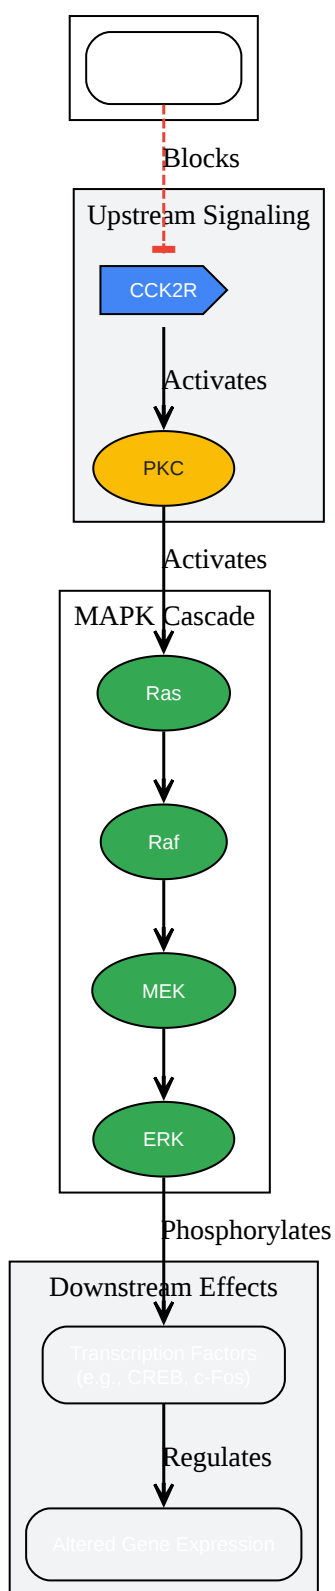 Blocks
Upstream Signaling
CCK2R
Activates
PKC
Activates
MAPK Cascade
Ras
Raf
MEK
ERK
Phosphorylates
Downstream Effects
Transcription Factors
(e.g., CREB, c-Fos)
Regulates
Altered Gene Expression